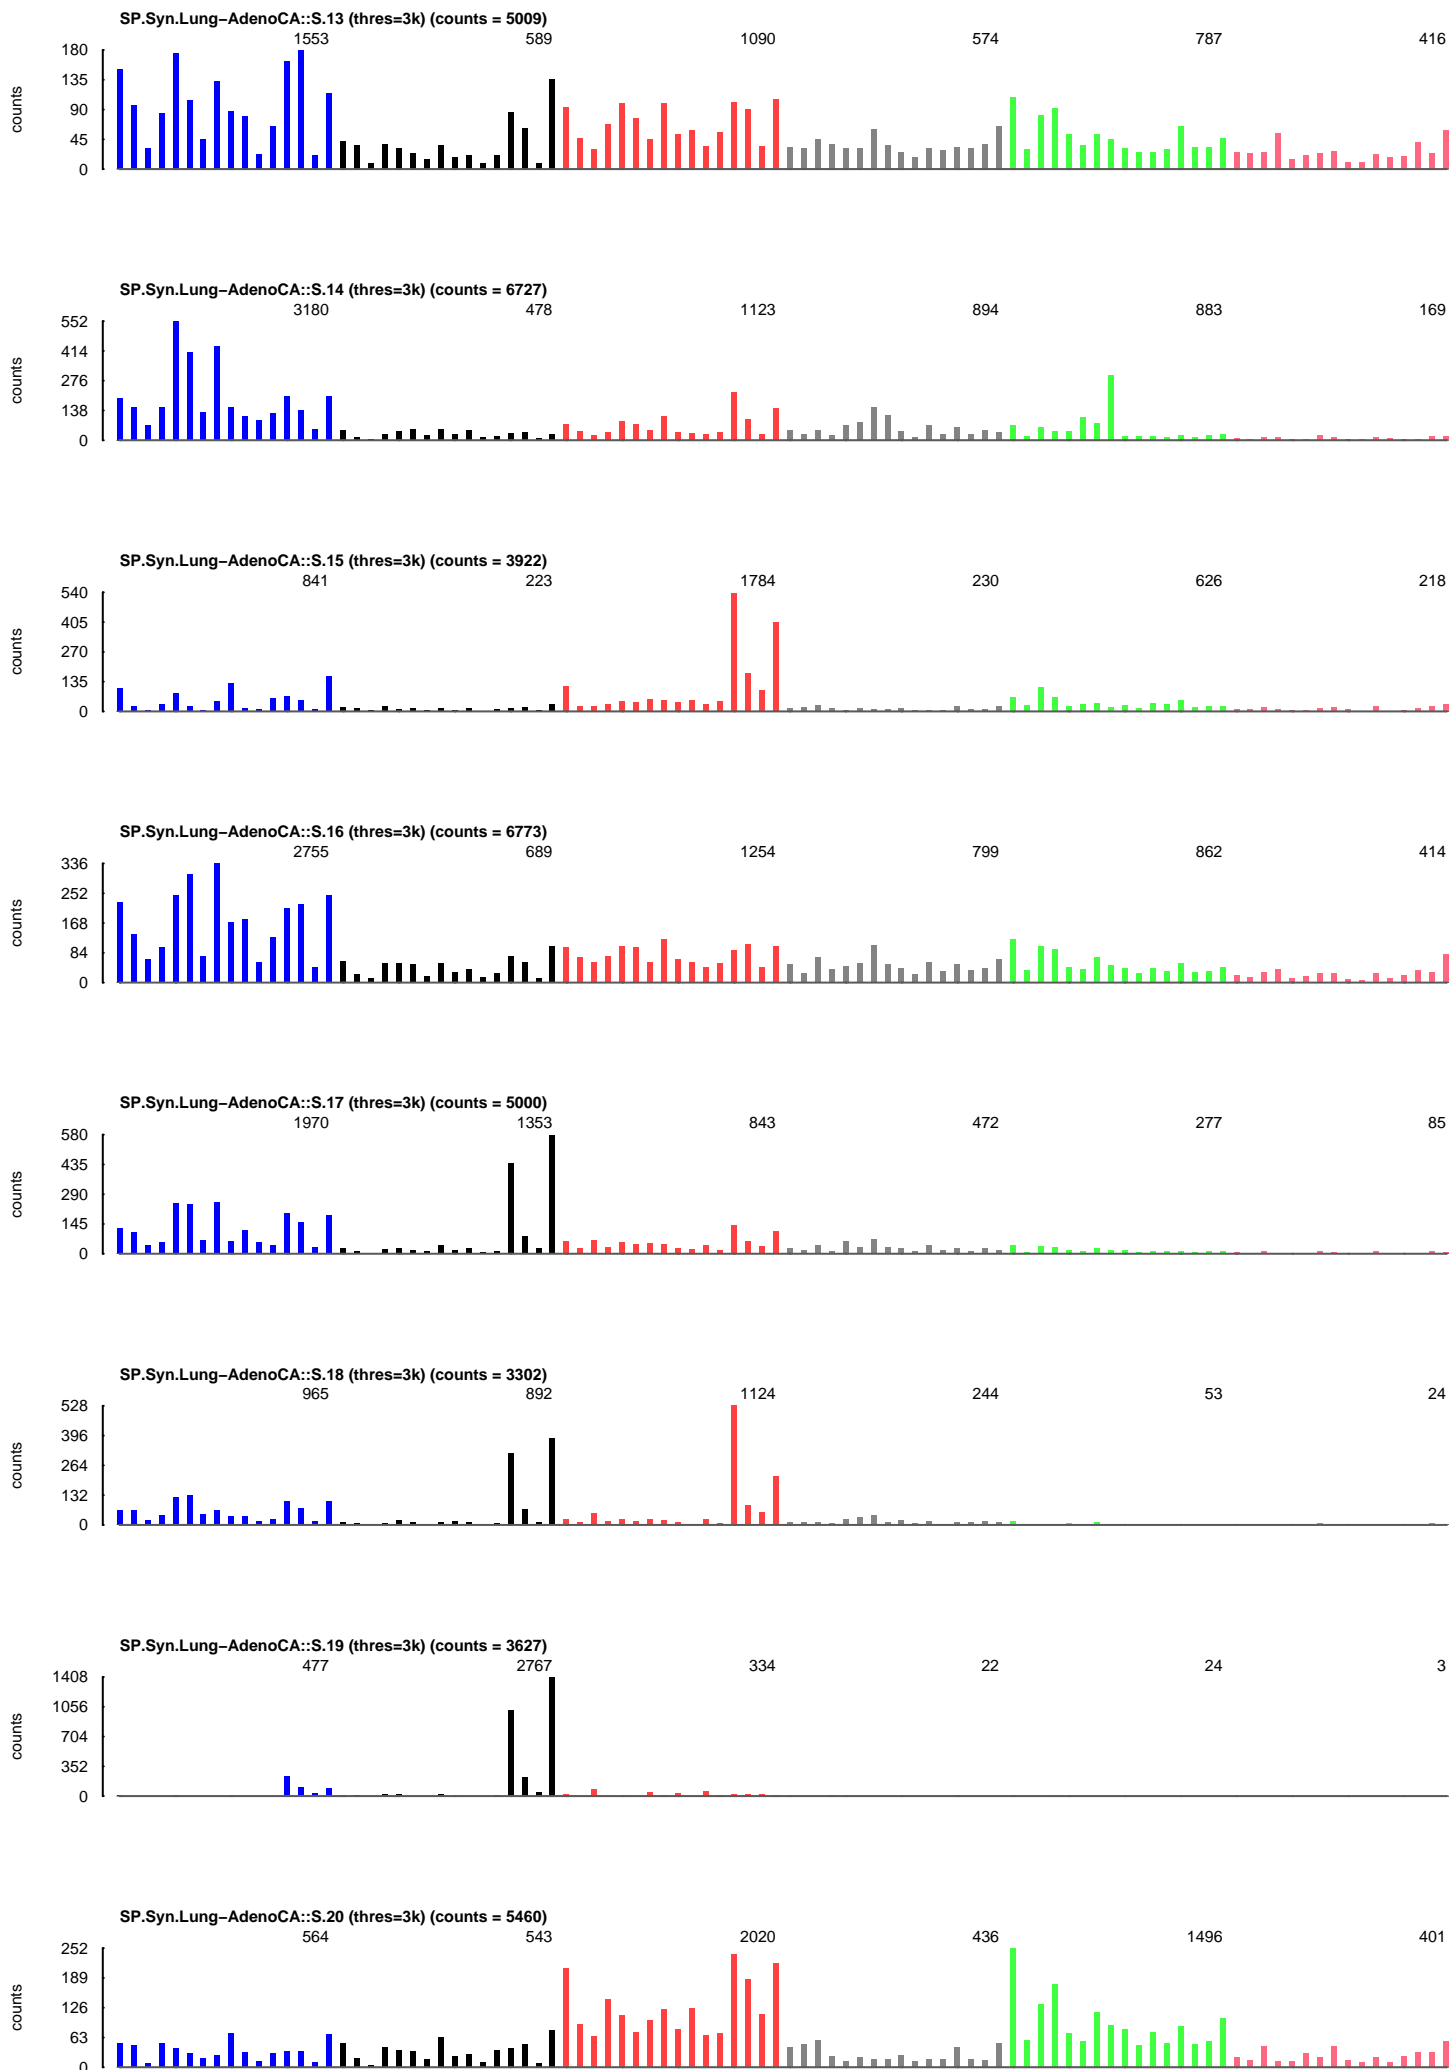 SP.Syn.Lung−AdenoCA::S.13 (thres=3k) (counts = 5009)
1553 589 1090 574 787 416
180
135
90
45
0
counts
SP.Syn.Lung−AdenoCA::S.14 (thres=3k) (counts = 6727)
3180 478 1123 894 883 169
552
414
276
138
0
counts
SP.Syn.Lung−AdenoCA::S.15 (thres=3k) (counts = 3922)
841 223 1784 230 626 218
540
405
270
135
0
counts
SP.Syn.Lung−AdenoCA::S.16 (thres=3k) (counts = 6773)
2755 689 1254 799 862 414
336
252
168
84
0
counts
SP.Syn.Lung−AdenoCA::S.17 (thres=3k) (counts = 5000)
1970 1353 843 472 277 85
580
435
290
145
0
counts
SP.Syn.Lung−AdenoCA::S.18 (thres=3k) (counts = 3302)
965 892 1124 244 53 24
528
396
264
132
0
counts
SP.Syn.Lung−AdenoCA::S.19 (thres=3k) (counts = 3627)
477 2767 334 22 24 3
1408
1056
704
352
0
counts
SP.Syn.Lung−AdenoCA::S.20 (thres=3k) (counts = 5460)
564 543 2020 436 1496 401
252
189
126
63
0
counts